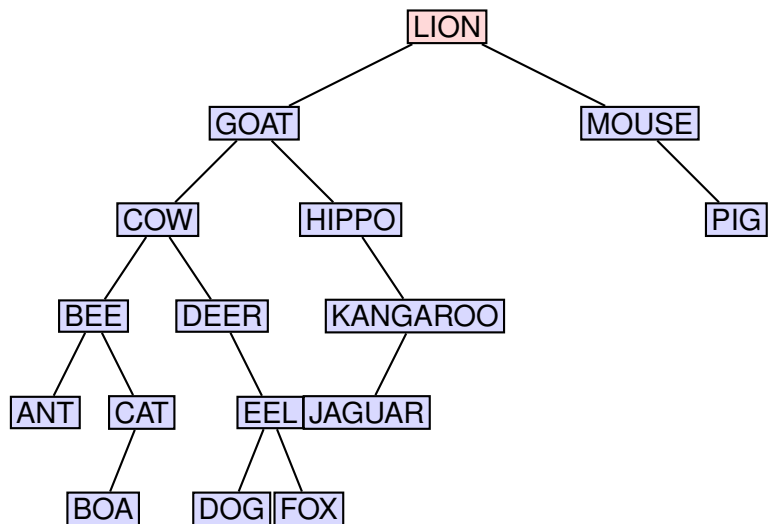 LION
GOAT MOUSE
COW HIPPO PIG
BEE DEER KANGAROO
ANT CAT EEL JAGUAR
BOA DOG FOX